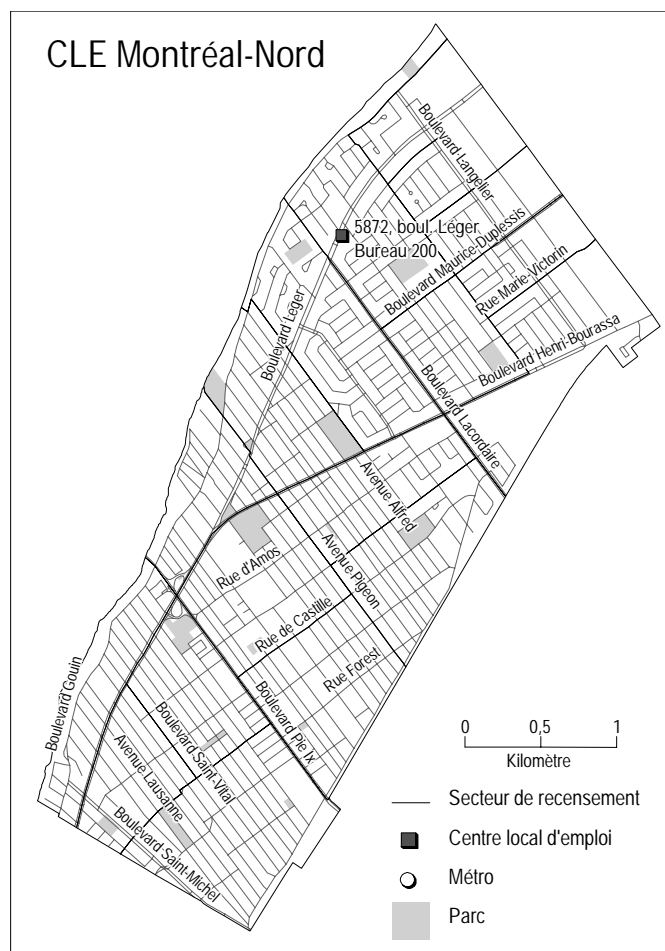 CLE Montréal-Nord
Boulevard Langelier
5872, boul. Léger
Bureau 200
Boulevard Maurice-Duplessis
Rue Marie-Victorin
Boulevard Léger
Boulevard Henri-Bourassa
Boulevard Lacordaire
Avenue Alfred
Rue d'Amos
Avenue Pigeon
Rue de Castille
Rue Forest
Boulevard Gouin
Boulevard Pie Ix
Boulevard Saint-Vital
Avenue Lausanne
Boulevard Saint-Michel
0 0,5 1
Kilomètre
Secteur de recensement
Centre local d'emploi
Métro
Parc